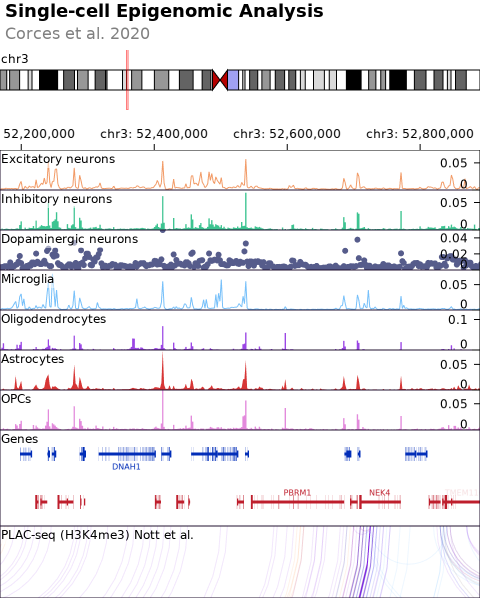 Single-cell Epigenomic Analysis
Corces et al. 2020
chr3
52,200,000 chr3: 52,400,000 chr3: 52,600,000 chr3: 52,800,000
Excitatory neurons 0.05
0
Inhibitory neurons 0.05
0
Dopaminergic neurons 0.04
0.02
0
Microglia 0.05
0
Oligodendrocytes 0.1
0
Astrocytes 0.05
0
OPCs 0.05
0
Genes
DNAH1
PBRM1 NEK4
PLAC-seq (H3K4me3) Nott et al.